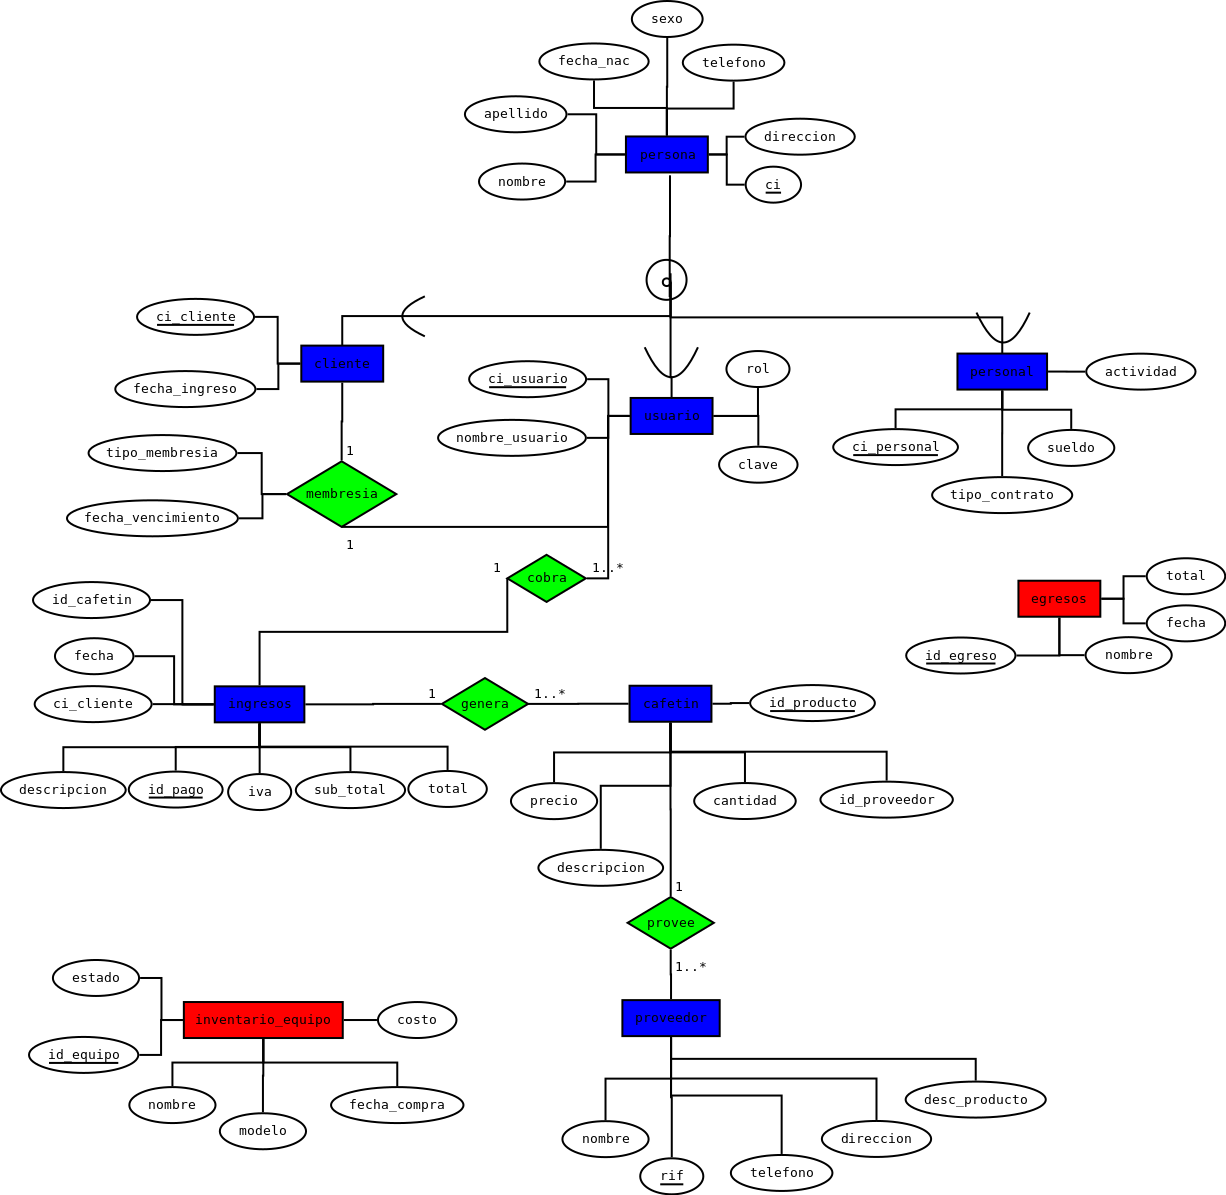 sexo
fecha_nac
telefono
apellido
direccion
persona
nombre
ci
o
ci_cliente
cliente
fecha_ingreso
ci_usuario
rol
personal
actividad
usuario
nombre_usuario
tipo_membresia
1
ci_personal
sueldo
clave
membresia
tipo_contrato
fecha_vencimiento
1
1
1..*
cobra
total
id_cafetin
egresos
fecha
fecha
id_egreso
nombre
ci_cliente
ingresos
1
genera
1..*
cafetin
id_producto
descripcion
id_pago
iva
sub_total
total
precio
cantidad
id_proveedor
descripcion
1
provee
1..*
estado
inventario_equipo
costo
proveedor
id_equipo
nombre
modelo
fecha_compra
desc_producto
nombre
direccion
rif
telefono